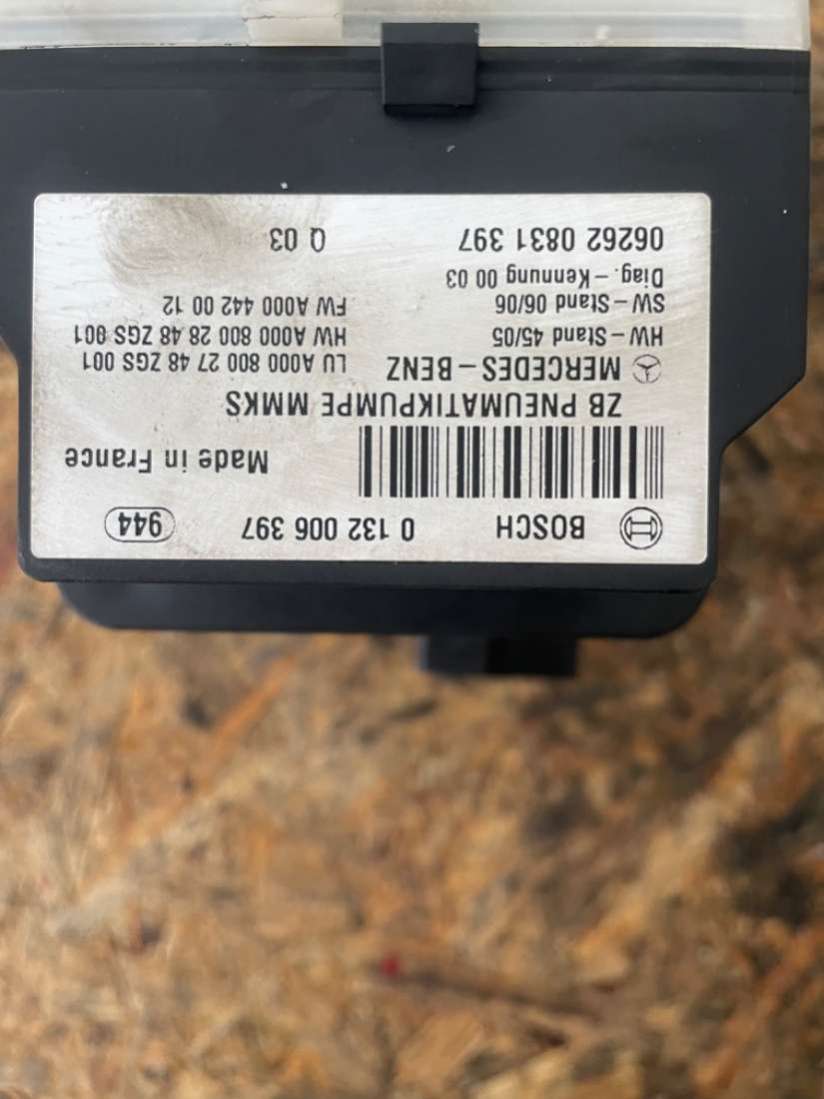 BOSCH 0 132 006 397 944
Made in France
ZB PNEUMATIKPUMPE MMKS
MERCEDES-BENZ LU A000 800 27 48 ZGS 001
HW-Stand 45/05 HW A000 800 28 48 ZGS 001
SW-Stand 06/06 FW A000 442 00 12
Diag.-Kennung 00 03
06262 0831 397 Q 03